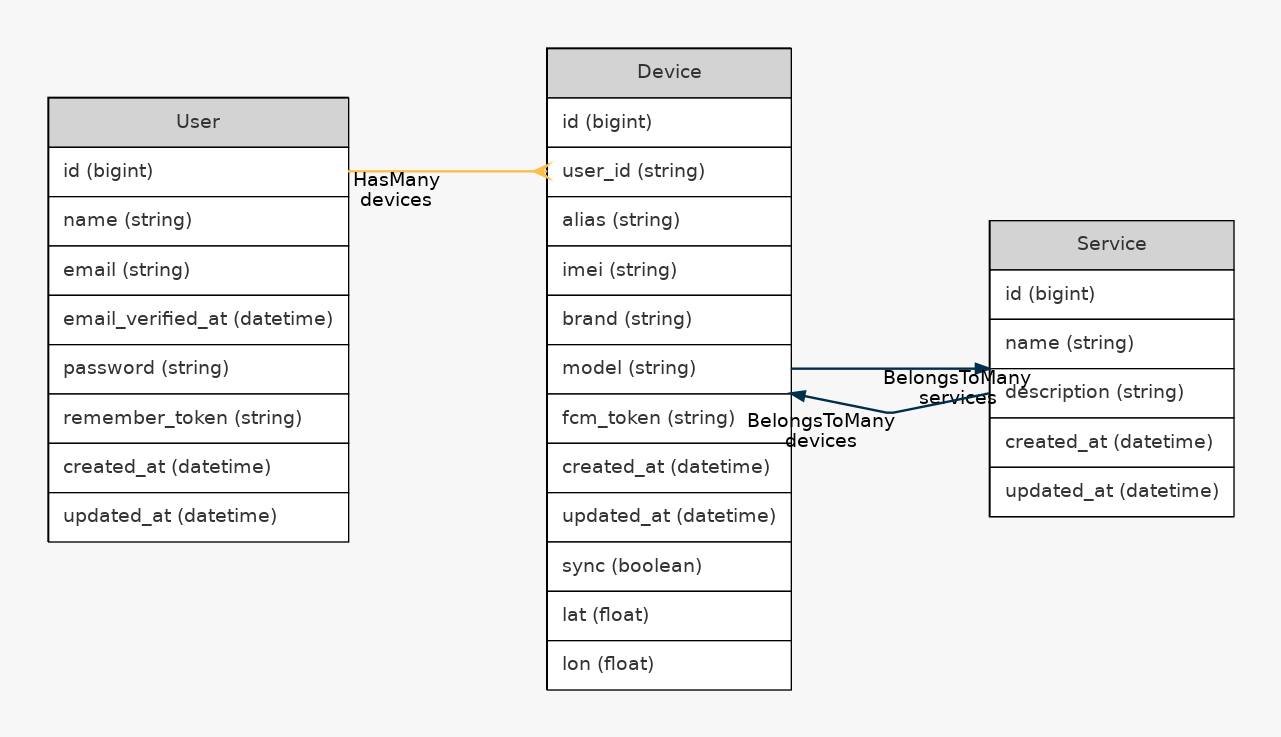 User
id (bigint)
name (string)
email (string)
email_verified_at (datetime)
password (string)
remember_token (string)
created_at (datetime)
updated_at (datetime)
HasMany
devices
Device
id (bigint)
user_id (string)
alias (string)
imei (string)
brand (string)
model (string)
fcm_token (string)
created_at (datetime)
updated_at (datetime)
sync (boolean)
lat (float)
lon (float)
BelongsToMany
services
BelongsToMany
devices
Service
id (bigint)
name (string)
description (string)
created_at (datetime)
updated_at (datetime)